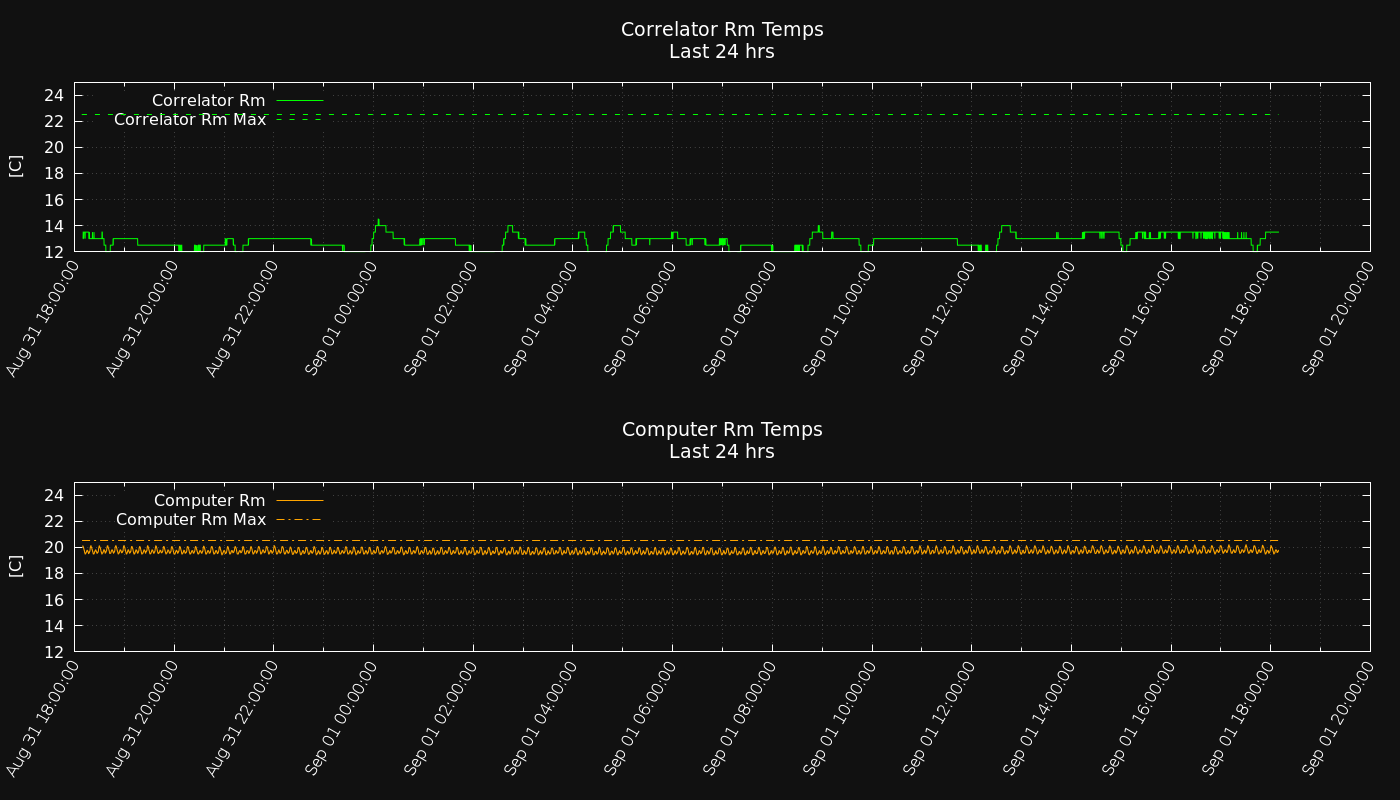 Correlator Rm Temps
Last 24 hrs
Correlator Rm
Correlator Rm Max
[C]
24
22
20
18
16
14
12
Aug 31 18:00:00
Aug 31 20:00:00
Aug 31 22:00:00
Sep 01 00:00:00
Sep 01 02:00:00
Sep 01 04:00:00
Sep 01 06:00:00
Sep 01 08:00:00
Sep 01 10:00:00
Sep 01 12:00:00
Sep 01 14:00:00
Sep 01 16:00:00
Sep 01 18:00:00
Sep 01 20:00:00
Computer Rm Temps
Last 24 hrs
Computer Rm
Computer Rm Max
[C]
24
22
20
18
16
14
12
Aug 31 18:00:00
Aug 31 20:00:00
Aug 31 22:00:00
Sep 01 00:00:00
Sep 01 02:00:00
Sep 01 04:00:00
Sep 01 06:00:00
Sep 01 08:00:00
Sep 01 10:00:00
Sep 01 12:00:00
Sep 01 14:00:00
Sep 01 16:00:00
Sep 01 18:00:00
Sep 01 20:00:00